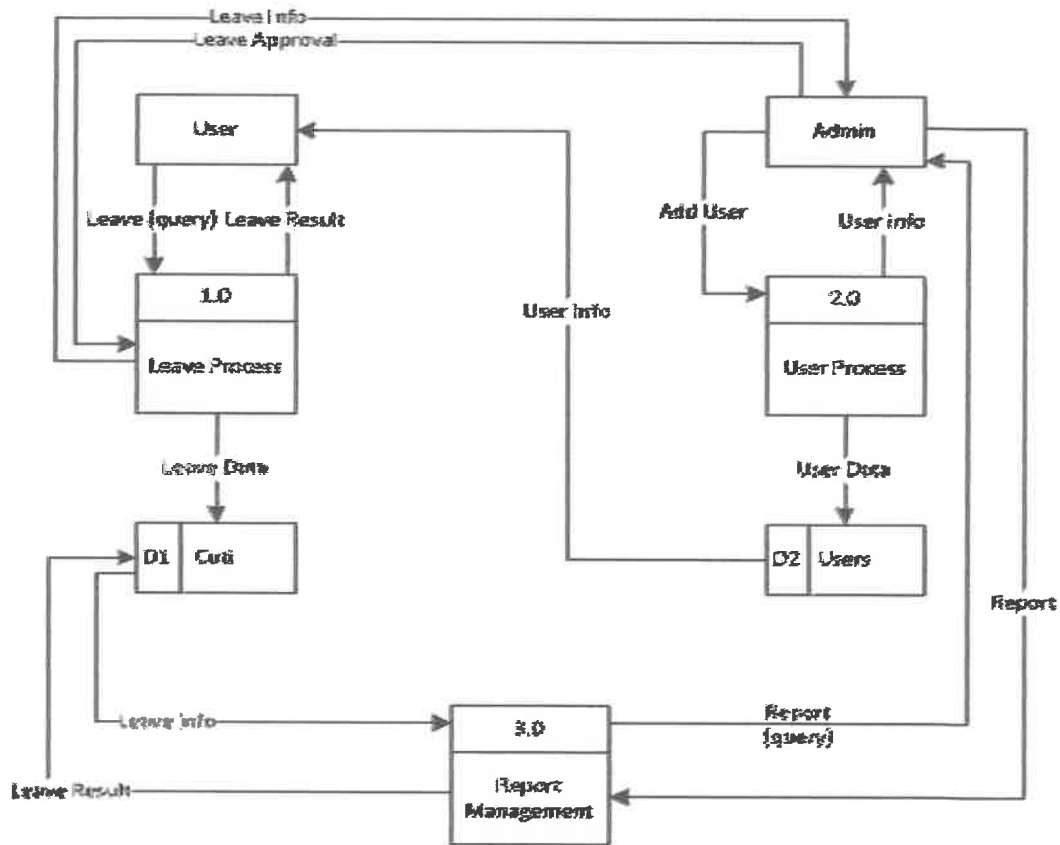 Leave Info
Leave Approval
User
Admin
Leave (query) Leave Result
Add User
User info
1.0
2.0
User Info
Leave Process
User Process
Leave Data
User Data
D1 Cuti
D2 Users
Report
Leave Info
3.0
Report
(query)
Leave Result
Report
Management